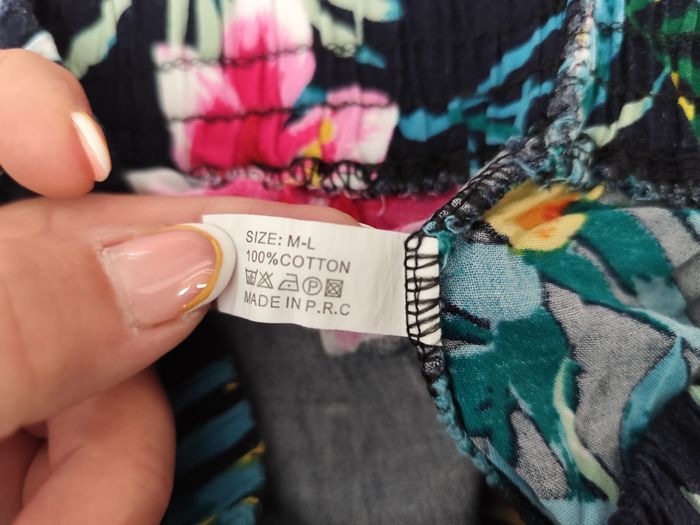 SIZE: M-L
100%COTTON
P
MADE IN P.R.C